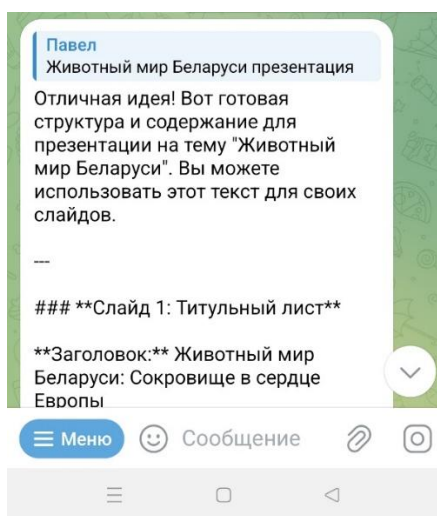 Павел
Животный мир Беларуси презентация
Отличная идея! Вот готовая
структура и содержание для
презентации на тему "Животный
мир Беларуси". Вы можете
использовать этот текст для своих
слайдов.
---
### **Слайд 1: Титульный лист**
**Заголовок:** Животный мир
Беларуси: Сокровище в сердце
Европы
Меню
Сообщение